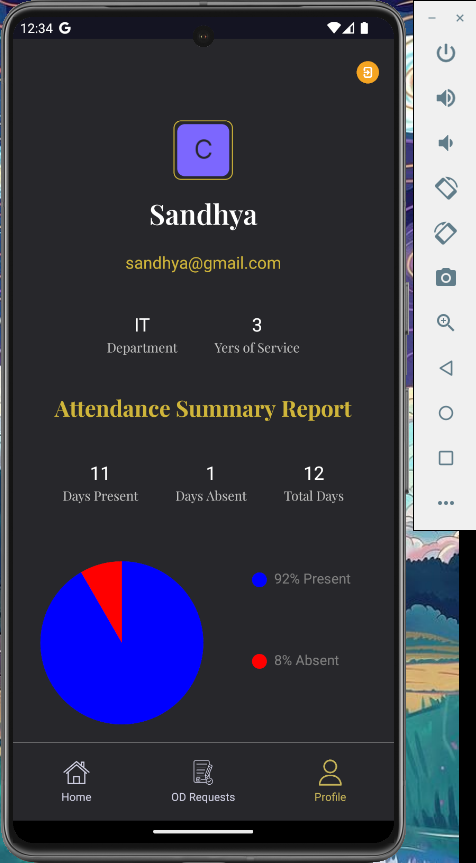 12:34 G
C
Sandhya
sandhya@gmail.com
IT 3
Department Yers of Service
Attendance Summary Report
11 1 12
Days Present Days Absent Total Days
92% Present
8% Absent
Home OD Requests Profile